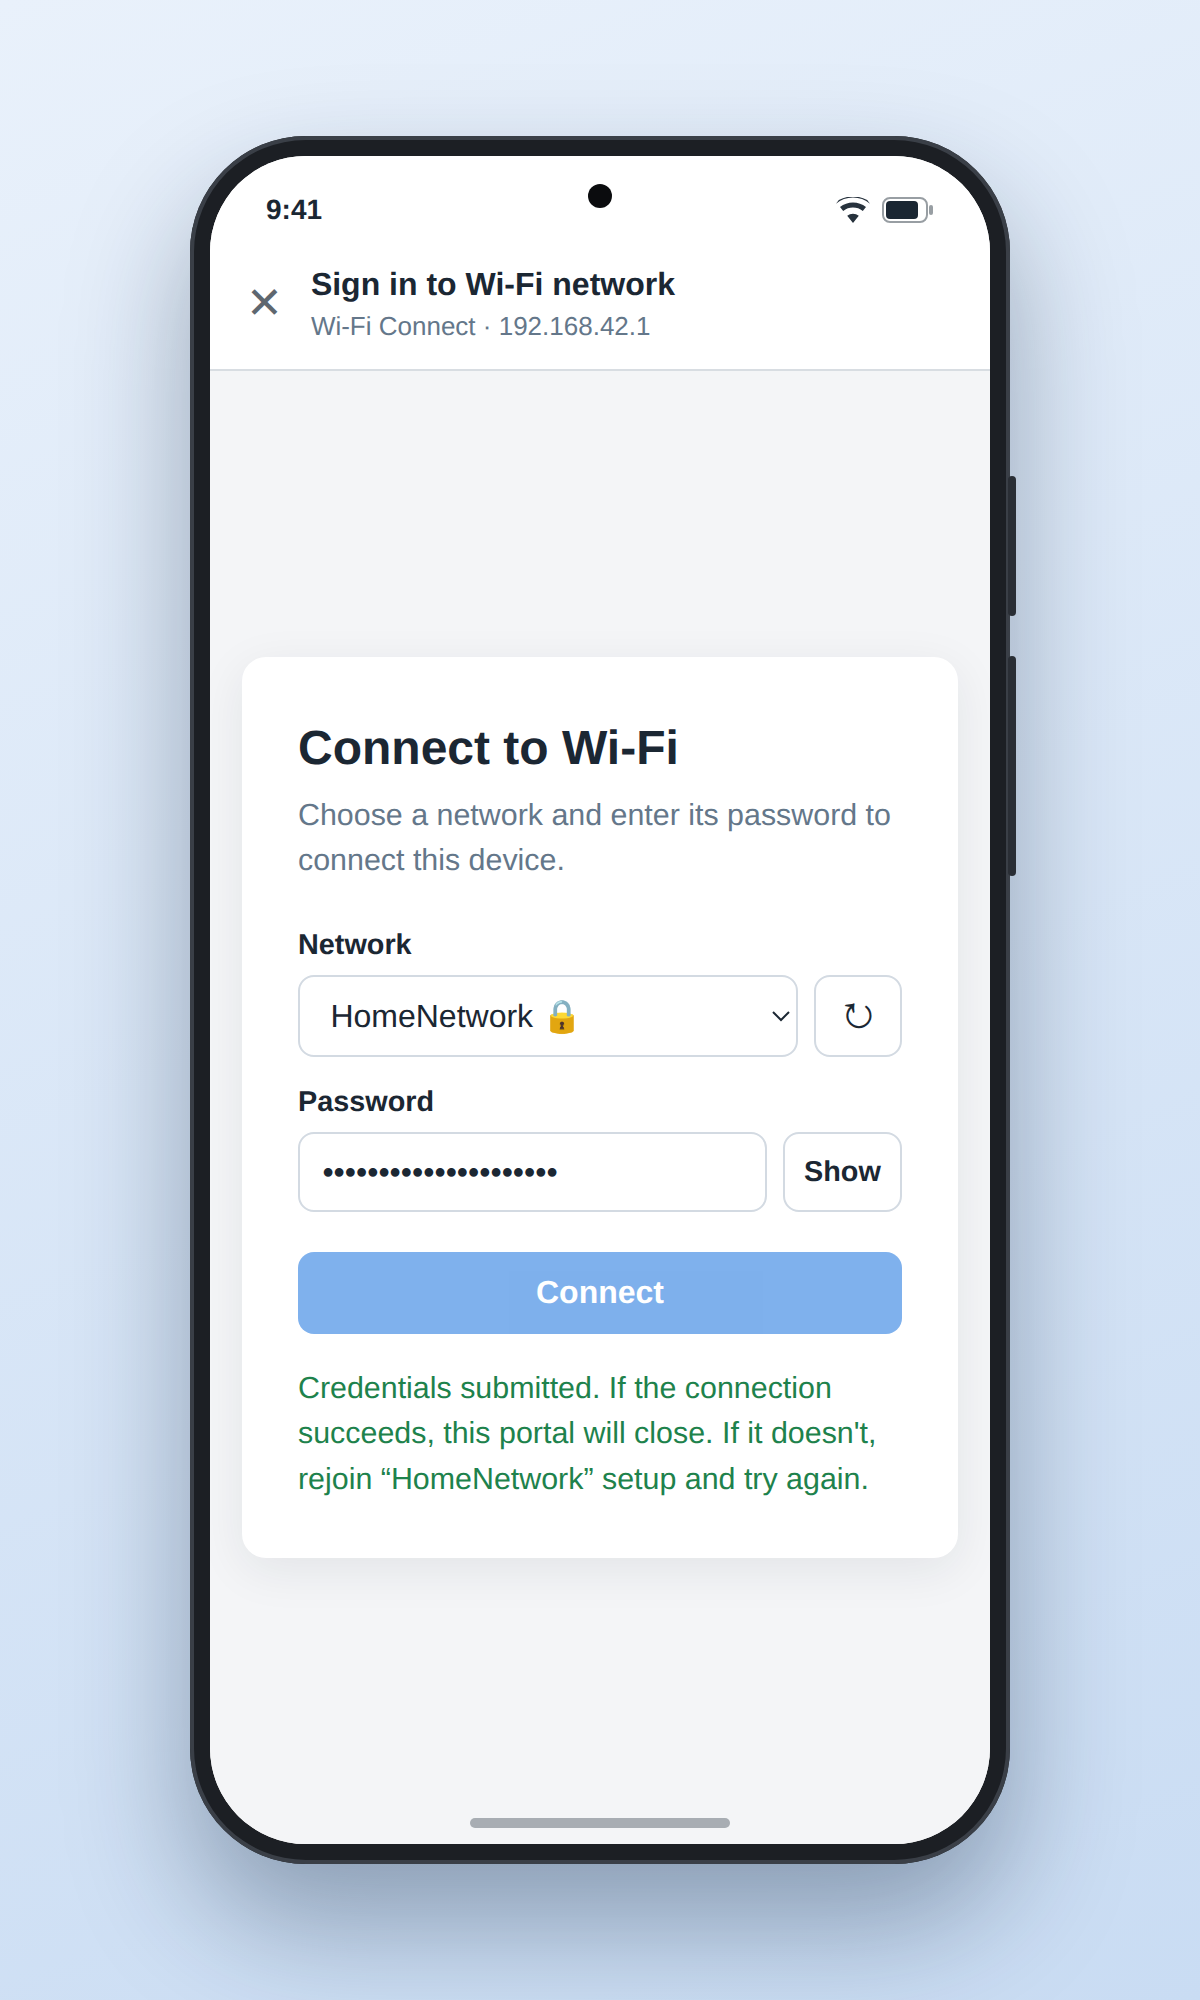 9:41
Sign in to Wi-Fi network
Wi-Fi Connect · 192.168.42.1
Connect to Wi-Fi
Choose a network and enter its password to
connect this device.
Network
HomeNetwork 🔒
Password
•••••••••••••••••••••
Show
Connect
Credentials submitted. If the connection
succeeds, this portal will close. If it doesn't,
rejoin “HomeNetwork” setup and try again.